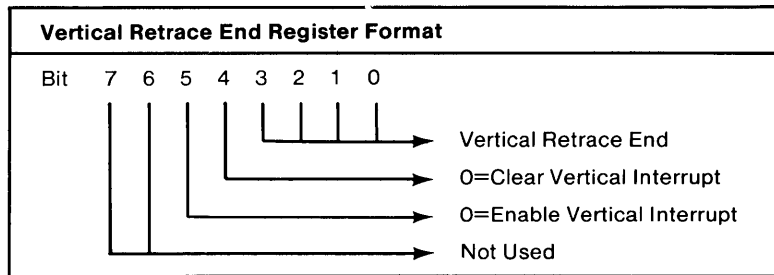 Vertical Retrace End Register Format
Bit 7 6 5 4 3 2 1 0
Vertical Retrace End
0=Clear Vertical Interrupt
0=Enable Vertical Interrupt
Not Used